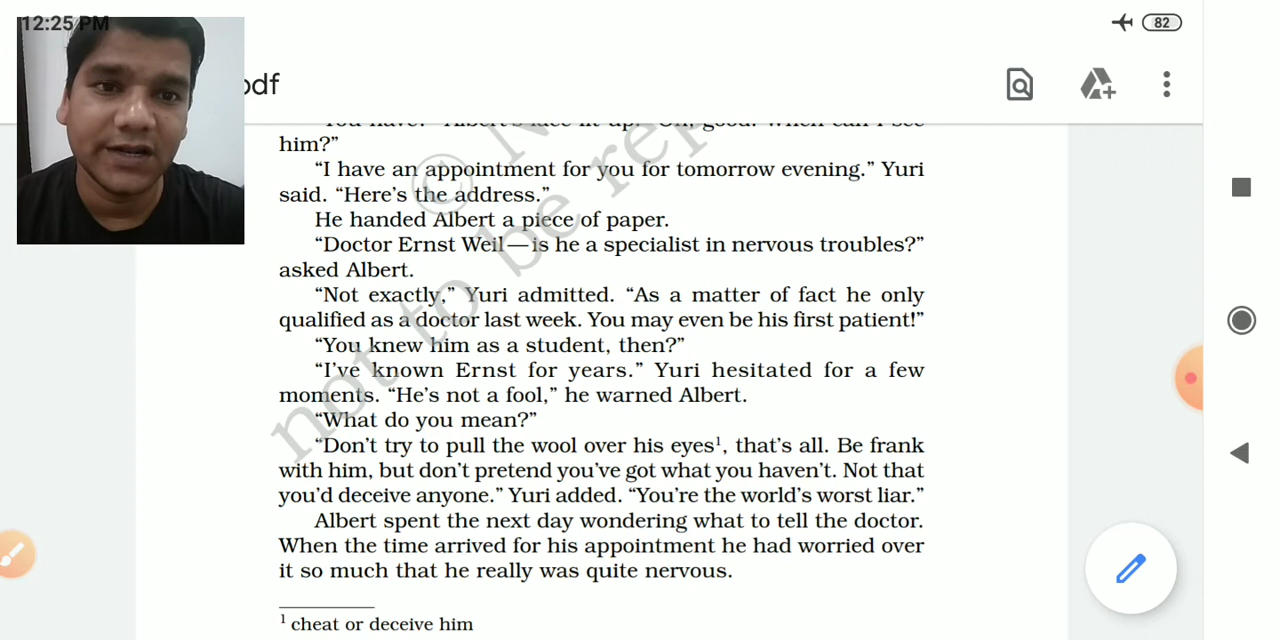 12:25 PM
82
pdf
him?”
“I have an appointment for you for tomorrow evening.” Yuri
said. “Here’s the address.”
He handed Albert a piece of paper.
“Doctor Ernst Weil—is he a specialist in nervous troubles?”
asked Albert.
“Not exactly,” Yuri admitted. “As a matter of fact he only
qualified as a doctor last week. You may even be his first patient!”
“You knew him as a student, then?”
“I’ve known Ernst for years.” Yuri hesitated for a few
moments. “He’s not a fool,” he warned Albert.
“What do you mean?”
“Don’t try to pull the wool over his eyes¹, that’s all. Be frank
with him, but don’t pretend you’ve got what you haven’t. Not that
you’d deceive anyone.” Yuri added. “You’re the world’s worst liar.”
Albert spent the next day wondering what to tell the doctor.
When the time arrived for his appointment he had worried over
it so much that he really was quite nervous.
¹ cheat or deceive him
© N
not to be rep